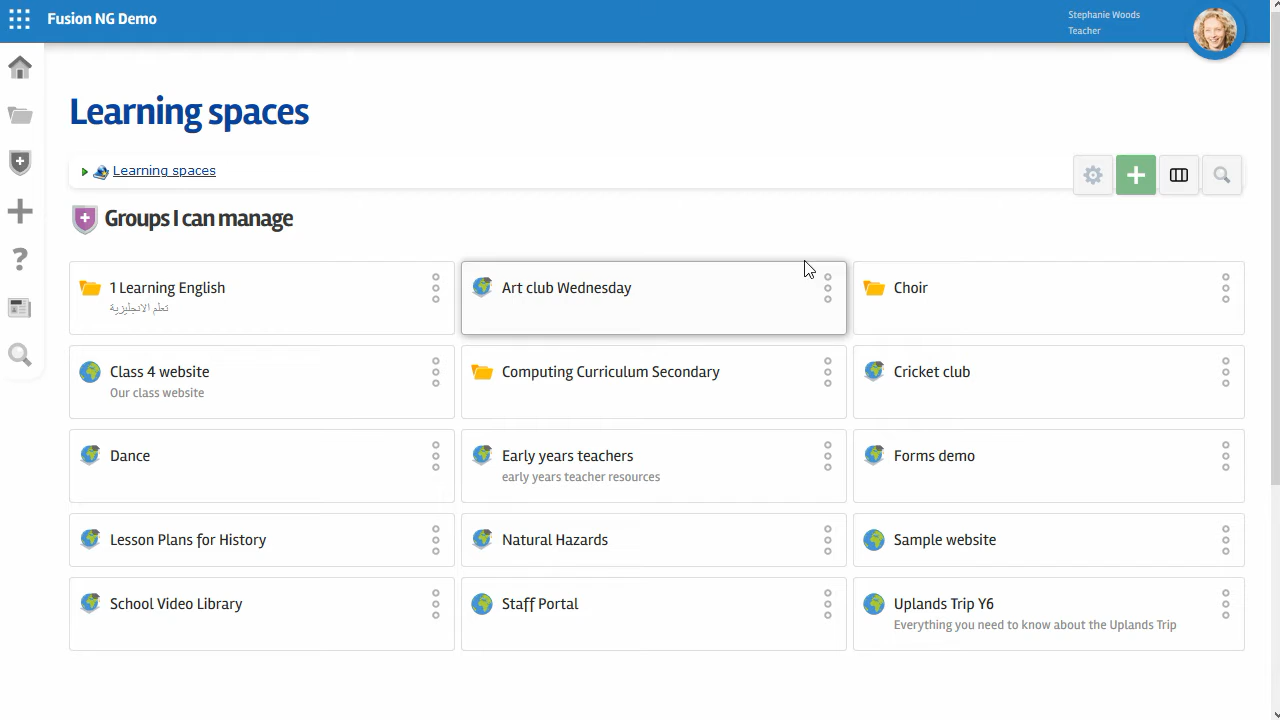 Fusion NG Demo
Stephanie Woods
Teacher
Learning spaces
Learning spaces
Groups I can manage
1 Learning English
تعلم الانجليزية
Art club Wednesday
Choir
Class 4 website
Our class website
Computing Curriculum Secondary
Cricket club
Dance
Early years teachers
early years teacher resources
Forms demo
Lesson Plans for History
Natural Hazards
Sample website
School Video Library
Staff Portal
Uplands Trip Y6
Everything you need to know about the Uplands Trip